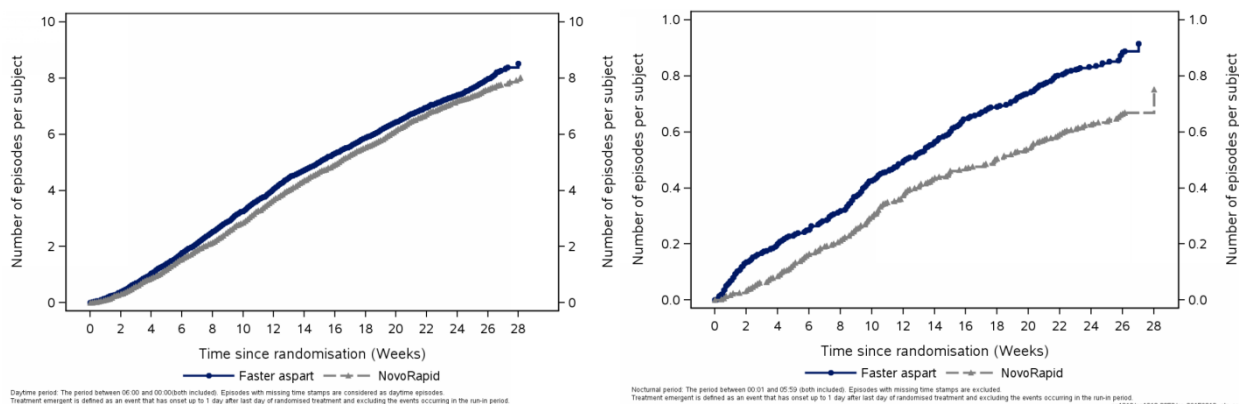 10
8
6
4
2
0
Number of episodes per subject
10
8
6
4
2
0
Number of episodes per subject
0 2 4 6 8 10 12 14 16 18 20 22 24 26 28
Time since randomisation (Weeks)
Faster aspart NovoRapid
Daytime period: The period between 06:00 and 00:00(both included). Episodes with missing time stamps are considered as daytime episodes.
Treatment emergent is defined as an event that has onset up to 1 day after last day of randomised treatment and excluding the events occurring in the run-in period.
1.0
0.8
0.6
0.4
0.2
0.0
Number of episodes per subject
1.0
0.8
0.6
0.4
0.2
0.0
Number of episodes per subject
0 2 4 6 8 10 12 14 16 18 20 22 24 26 28
Time since randomisation (Weeks)
Faster aspart NovoRapid
Nocturnal period: The period between 00:01 and 05:59 (both included). Episodes with missing time stamps are excluded.
Treatment emergent is defined as an event that has onset up to 1 day after last day of randomised treatment and excluding the events occurring in the run-in period.